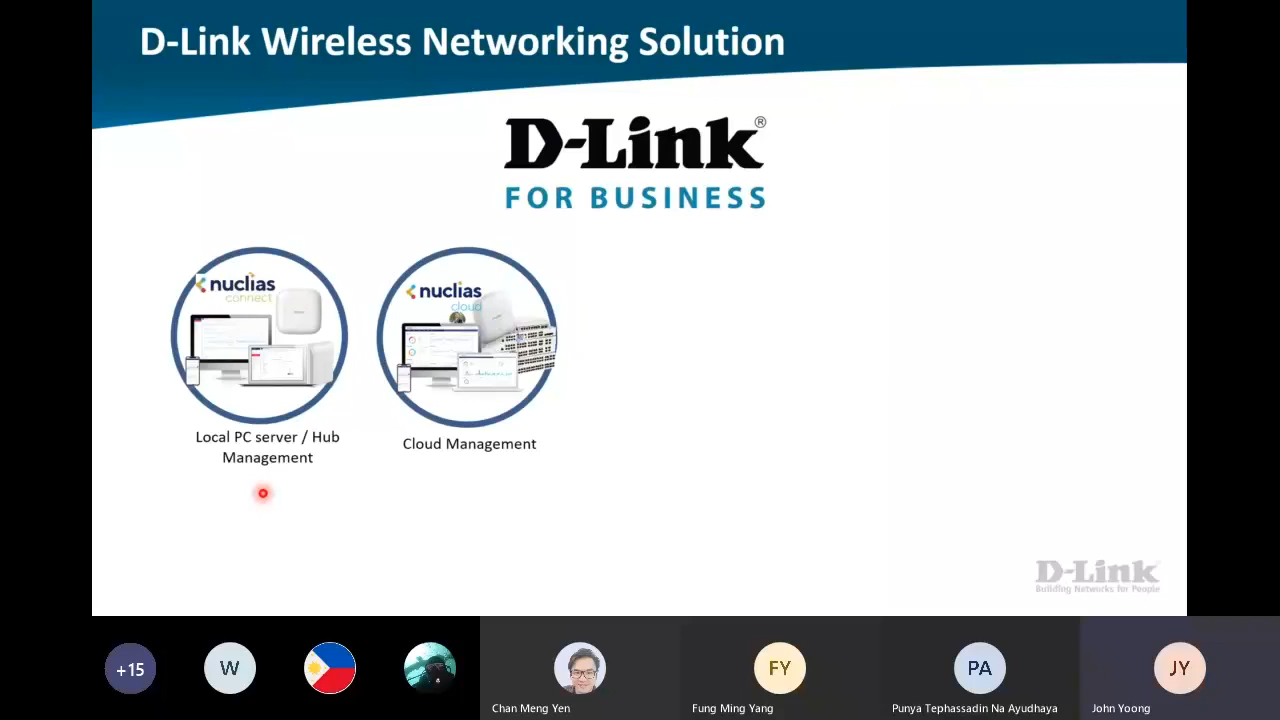 D-Link Wireless Networking Solution
D-Link®
FOR BUSINESS
nuclias
connect
nuclias
cloud
Local PC server / Hub
Management
Cloud Management
D-Link
Building Networks for People
+15
W
FY
PA
JY
Chan Meng Yen
Fung Ming Yang
Punya Tephassadin Na Ayudhaya
John Yoong